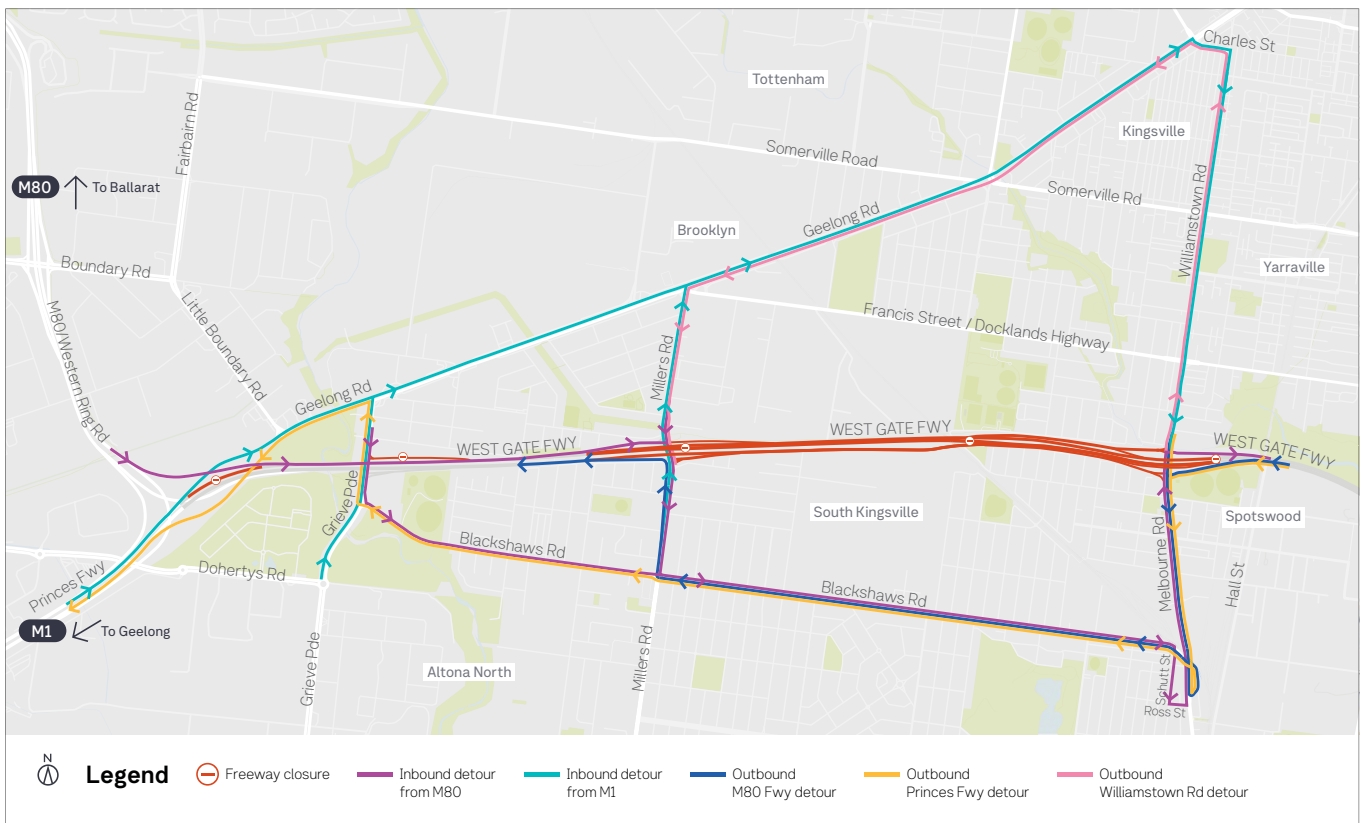 Charles St
Tottenham
Kingsville
Fairbairn Rd
Somerville Road
M80
To Ballarat
Somerville Rd
Williamstown Rd
Geelong Rd
Brooklyn
Yarraville
Boundary Rd
Little Boundary Rd
M80/Western Ring Rd
Francis Street / Docklands Highway
Millers Rd
Geelong Rd
WEST GATE FWY
WEST GATE FWY
WEST GATE FWY
Grieve Pde
South Kingsville
Spotswood
Blackshaws Rd
Melbourne Rd
Hall St
Dohertys Rd
Princes Fwy
Blackshaws Rd
M1
To Geelong
Grieve Pde
Altona North
Millers Rd
Schutt St
Ross St
N
Legend
Freeway closure
Inbound detour
from M80
Inbound detour
from M1
Outbound
M80 Fwy detour
Outbound
Princes Fwy detour
Outbound
Williamstown Rd detour